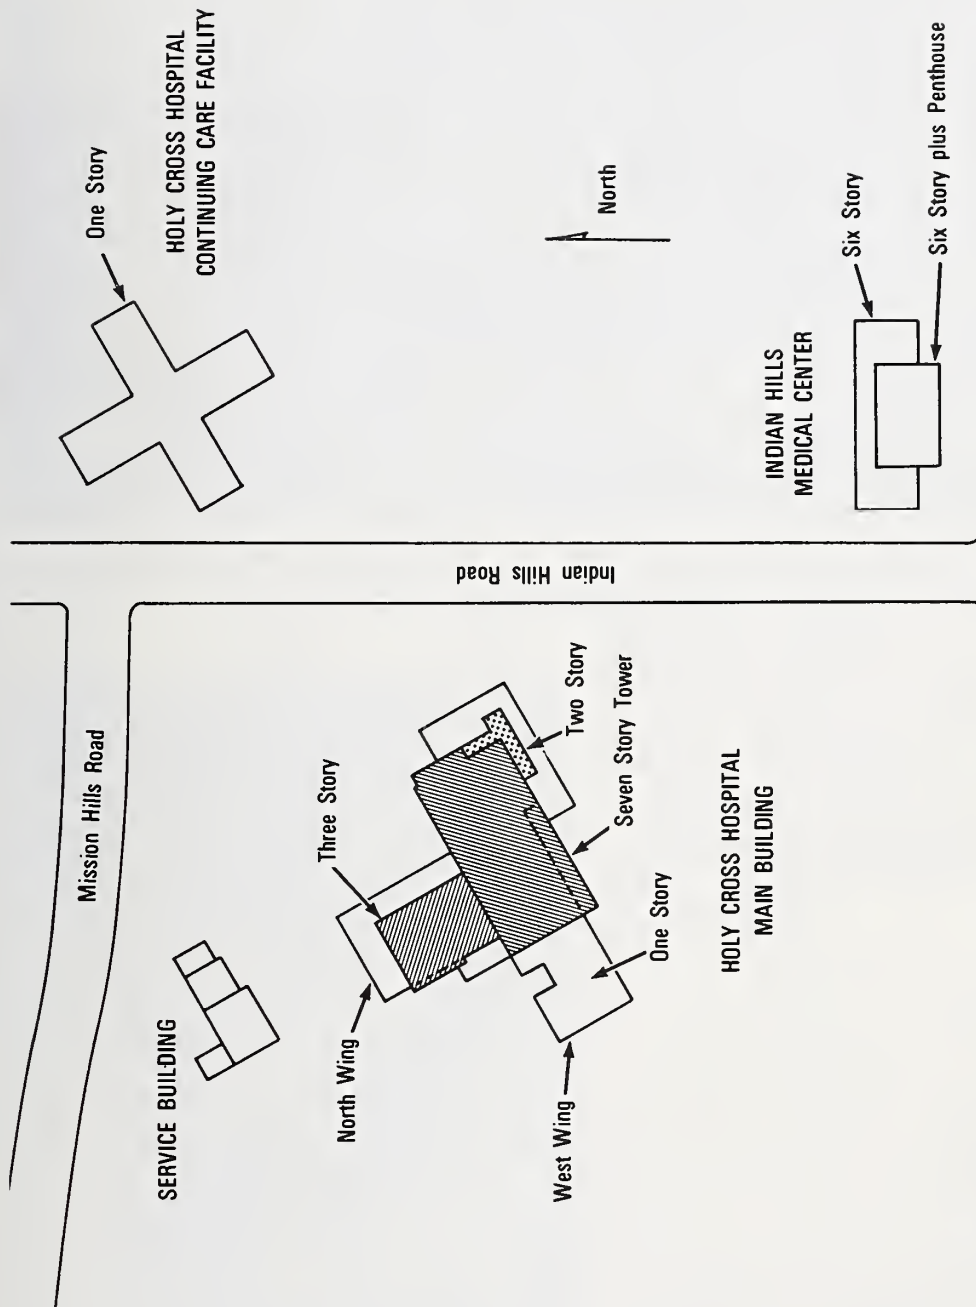 Mission Hills Road
SERVICE BUILDING
One Story
HOLY CROSS HOSPITAL
CONTINUING CARE FACILITY
North
Three Story
North Wing
West Wing
One Story
Two Story
Seven Story Tower
HOLY CROSS HOSPITAL
MAIN BUILDING
Indian Hills Road
INDIAN HILLS
MEDICAL CENTER
Six Story
Six Story plus Penthouse